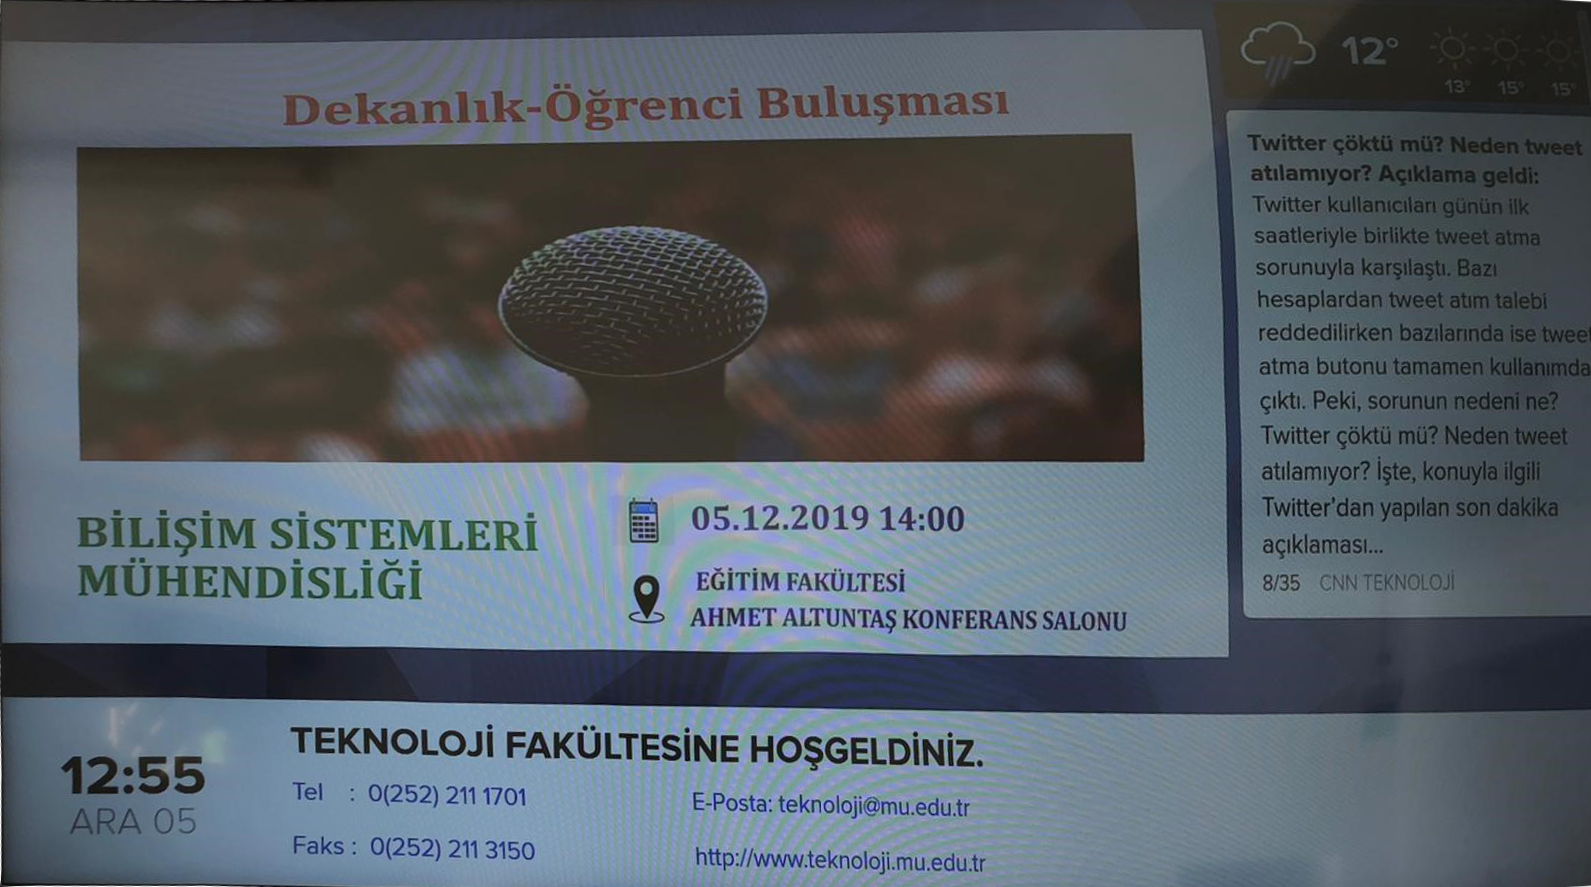 Dekanlık-Öğrenci Buluşması
BİLİŞİM SİSTEMLERİ
MÜHENDİSLİĞİ
05.12.2019 14:00
EĞİTİM FAKÜLTESİ
AHMET ALTUNTAŞ KONFERANS SALONU
12°
13° 15° 15°
Twitter çöktü mü? Neden tweet
atılamıyor? Açıklama geldi:
Twitter kullanıcıları günün ilk
saatleriyle birlikte tweet atma
sorunuyla karşılaştı. Bazı
hesaplardan tweet atım talebi
reddedilirken bazılarında ise tweet
atma butonu tamamen kullanımda
çıktı. Peki, sorunun nedeni ne?
Twitter çöktü mü? Neden tweet
atılamıyor? İşte, konuyla ilgili
Twitter'dan yapılan son dakika
açıklaması...
8/35 CNN TEKNOLOJİ
12:55
ARA 05
TEKNOLOJİ FAKÜLTESİNE HOŞGELDİNİZ.
Tel : 0(252) 211 1701
E-Posta: teknoloji@mu.edu.tr
Faks : 0(252) 211 3150
http://www.teknoloji.mu.edu.tr